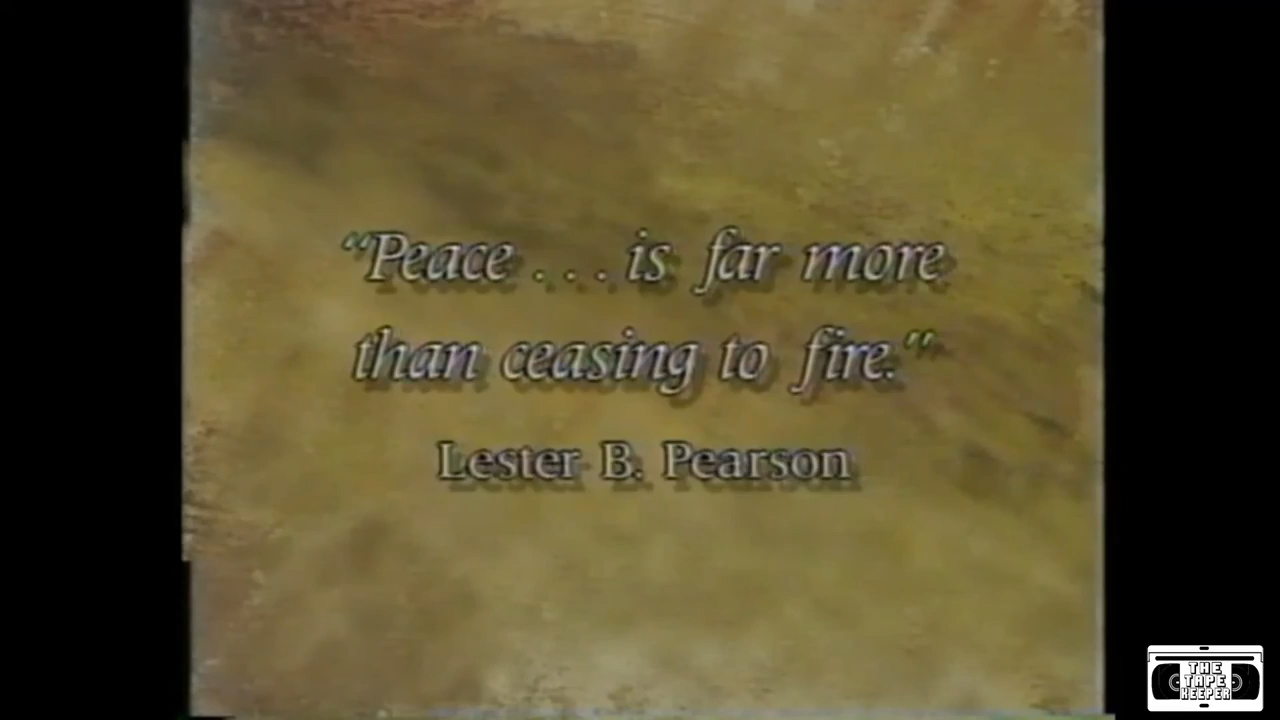 “Peace . . . is far more
than ceasing to fire.”
Lester B. Pearson
THE
TAPE
KEEPER